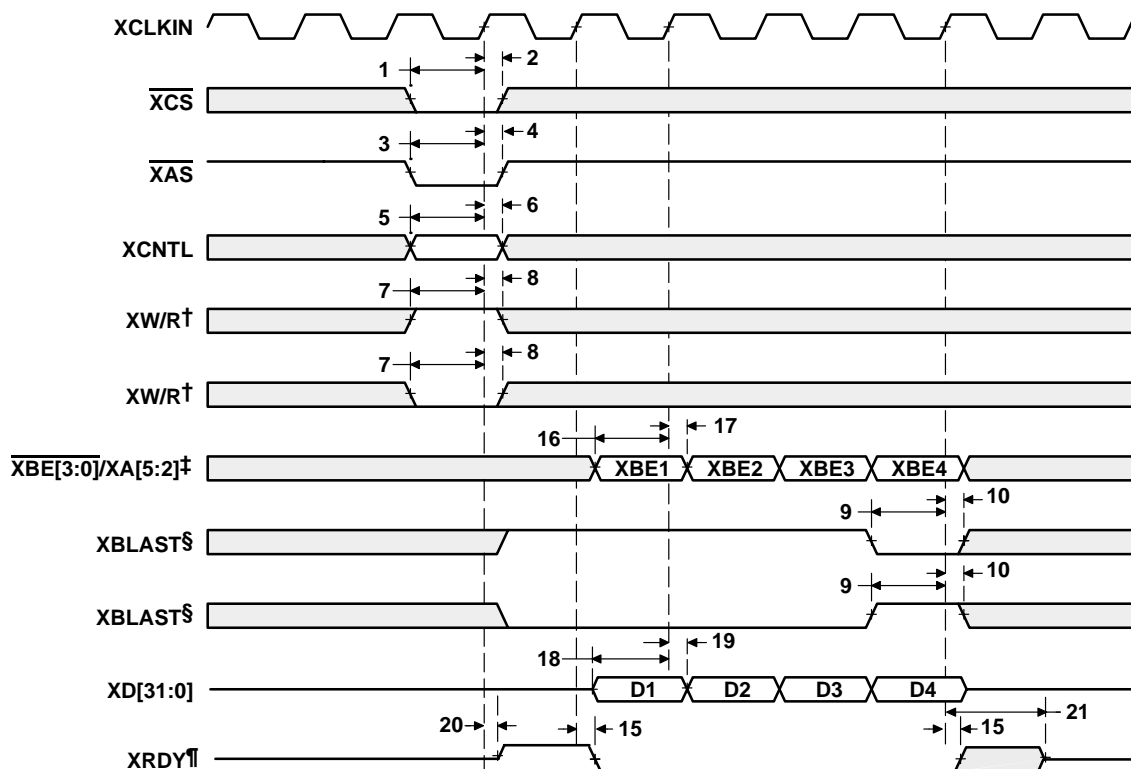 XCLKIN
1 2
XCS
3 4
XAS
5 6
XCNTL
7 8
XW/R†
7 8
XW/R†
16 17
XBE[3:0]/XA[5:2]‡ XBE1 XBE2 XBE3 XBE4
9 10
XBLAST§
9 10
XBLAST§
18 19
XD[31:0] D1 D2 D3 D4
20 15 15 21
XRDY¶